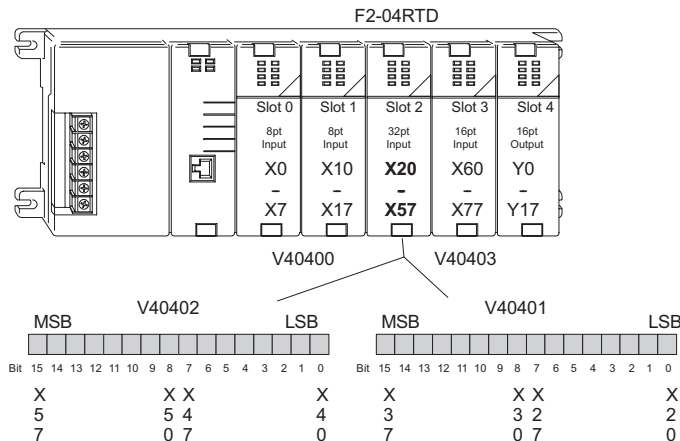 F2-04RTD
Slot 0 Slot 1 Slot 2 Slot 3 Slot 4
8pt Input 8pt Input 32pt Input 16pt Input 16pt Output
X0 X10 X20 X60 Y0
- - - - -
X7 X17 X57 X77 Y17
V40400 V40403
V40402 V40401
MSB LSB MSB LSB
Bit 15 14 13 12 11 10 9 8 7 6 5 4 3 2 1 0 Bit 15 14 13 12 11 10 9 8 7 6 5 4 3 2 1 0
X X X X X X X X
5 5 4 4 3 3 2 2
7 0 7 0 7 0 7 0